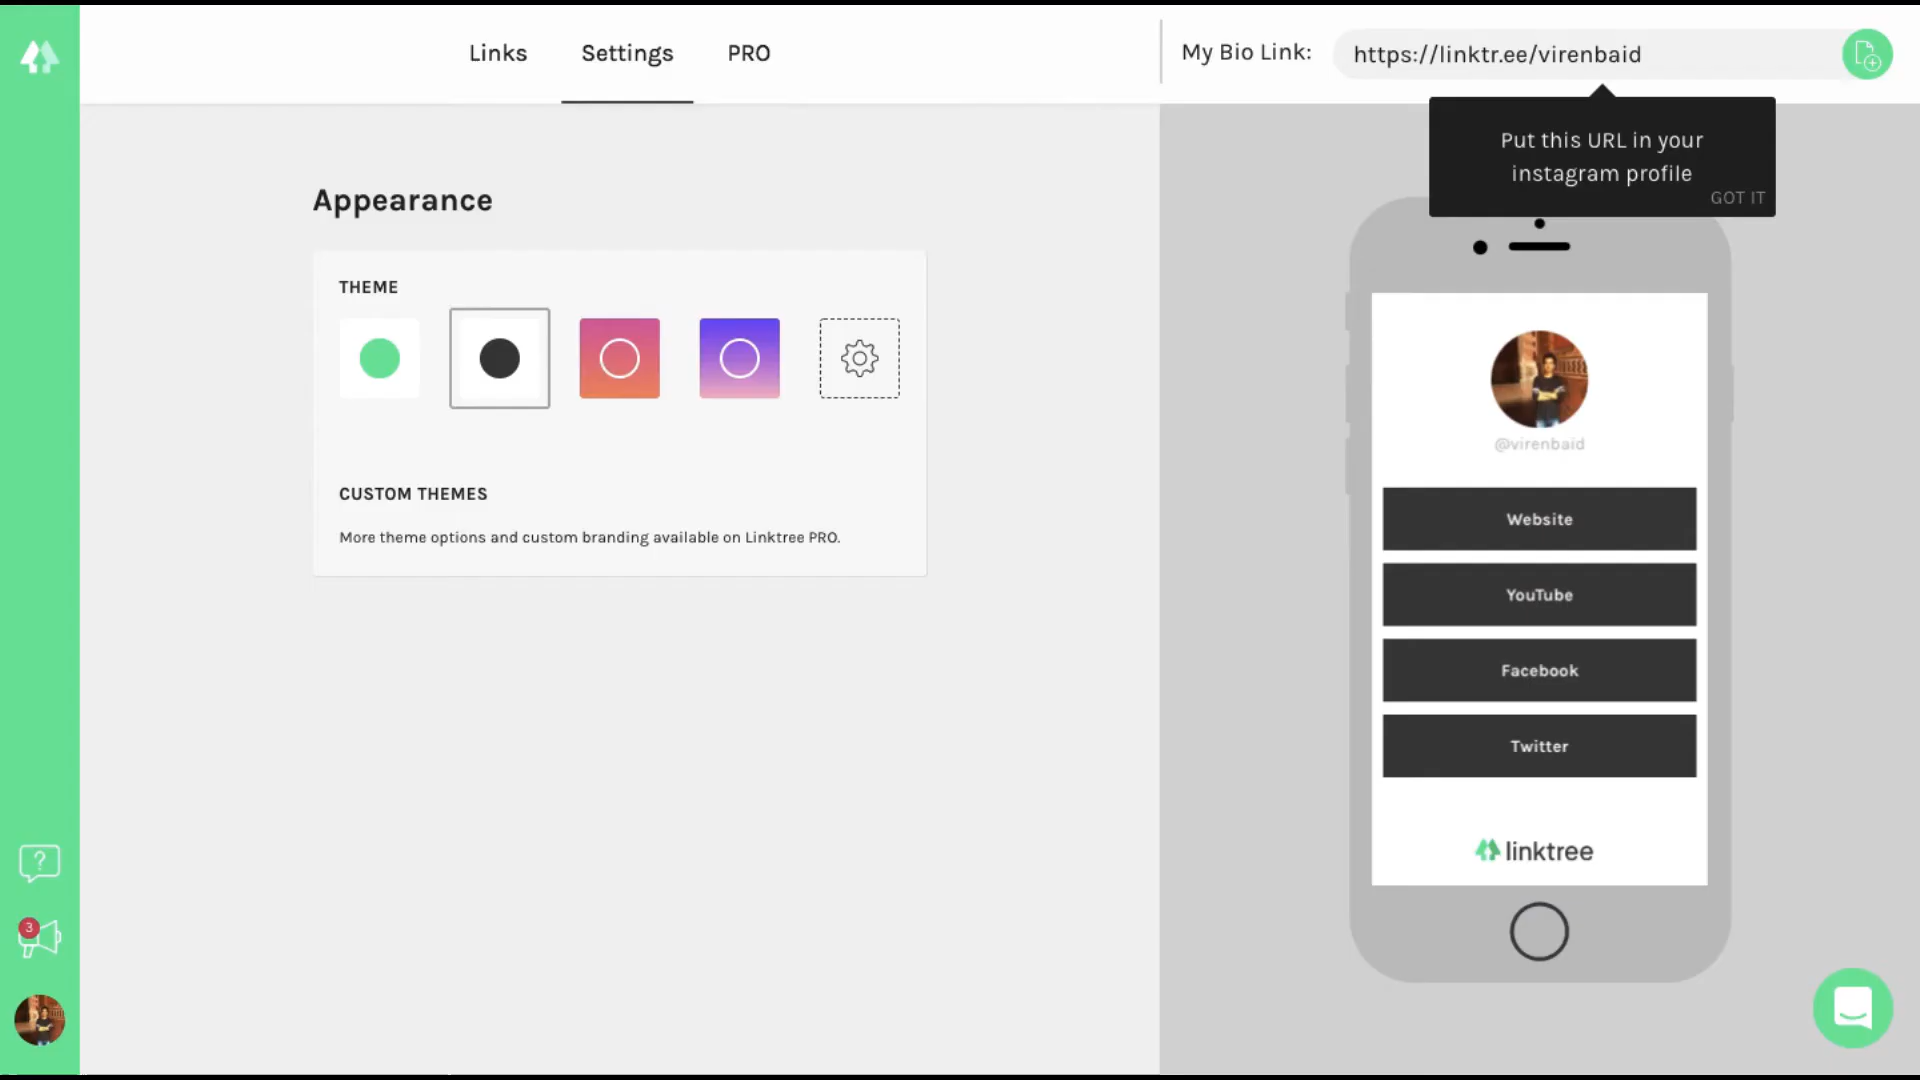 Links
Settings
PRO
My Bio Link:
https://linktr.ee/virenbaid
Put this URL in your
instagram profile
GOT IT
Appearance
THEME
CUSTOM THEMES
More theme options and custom branding available on Linktree PRO.
@virenbaid
Website
YouTube
Facebook
Twitter
linktree
?
3